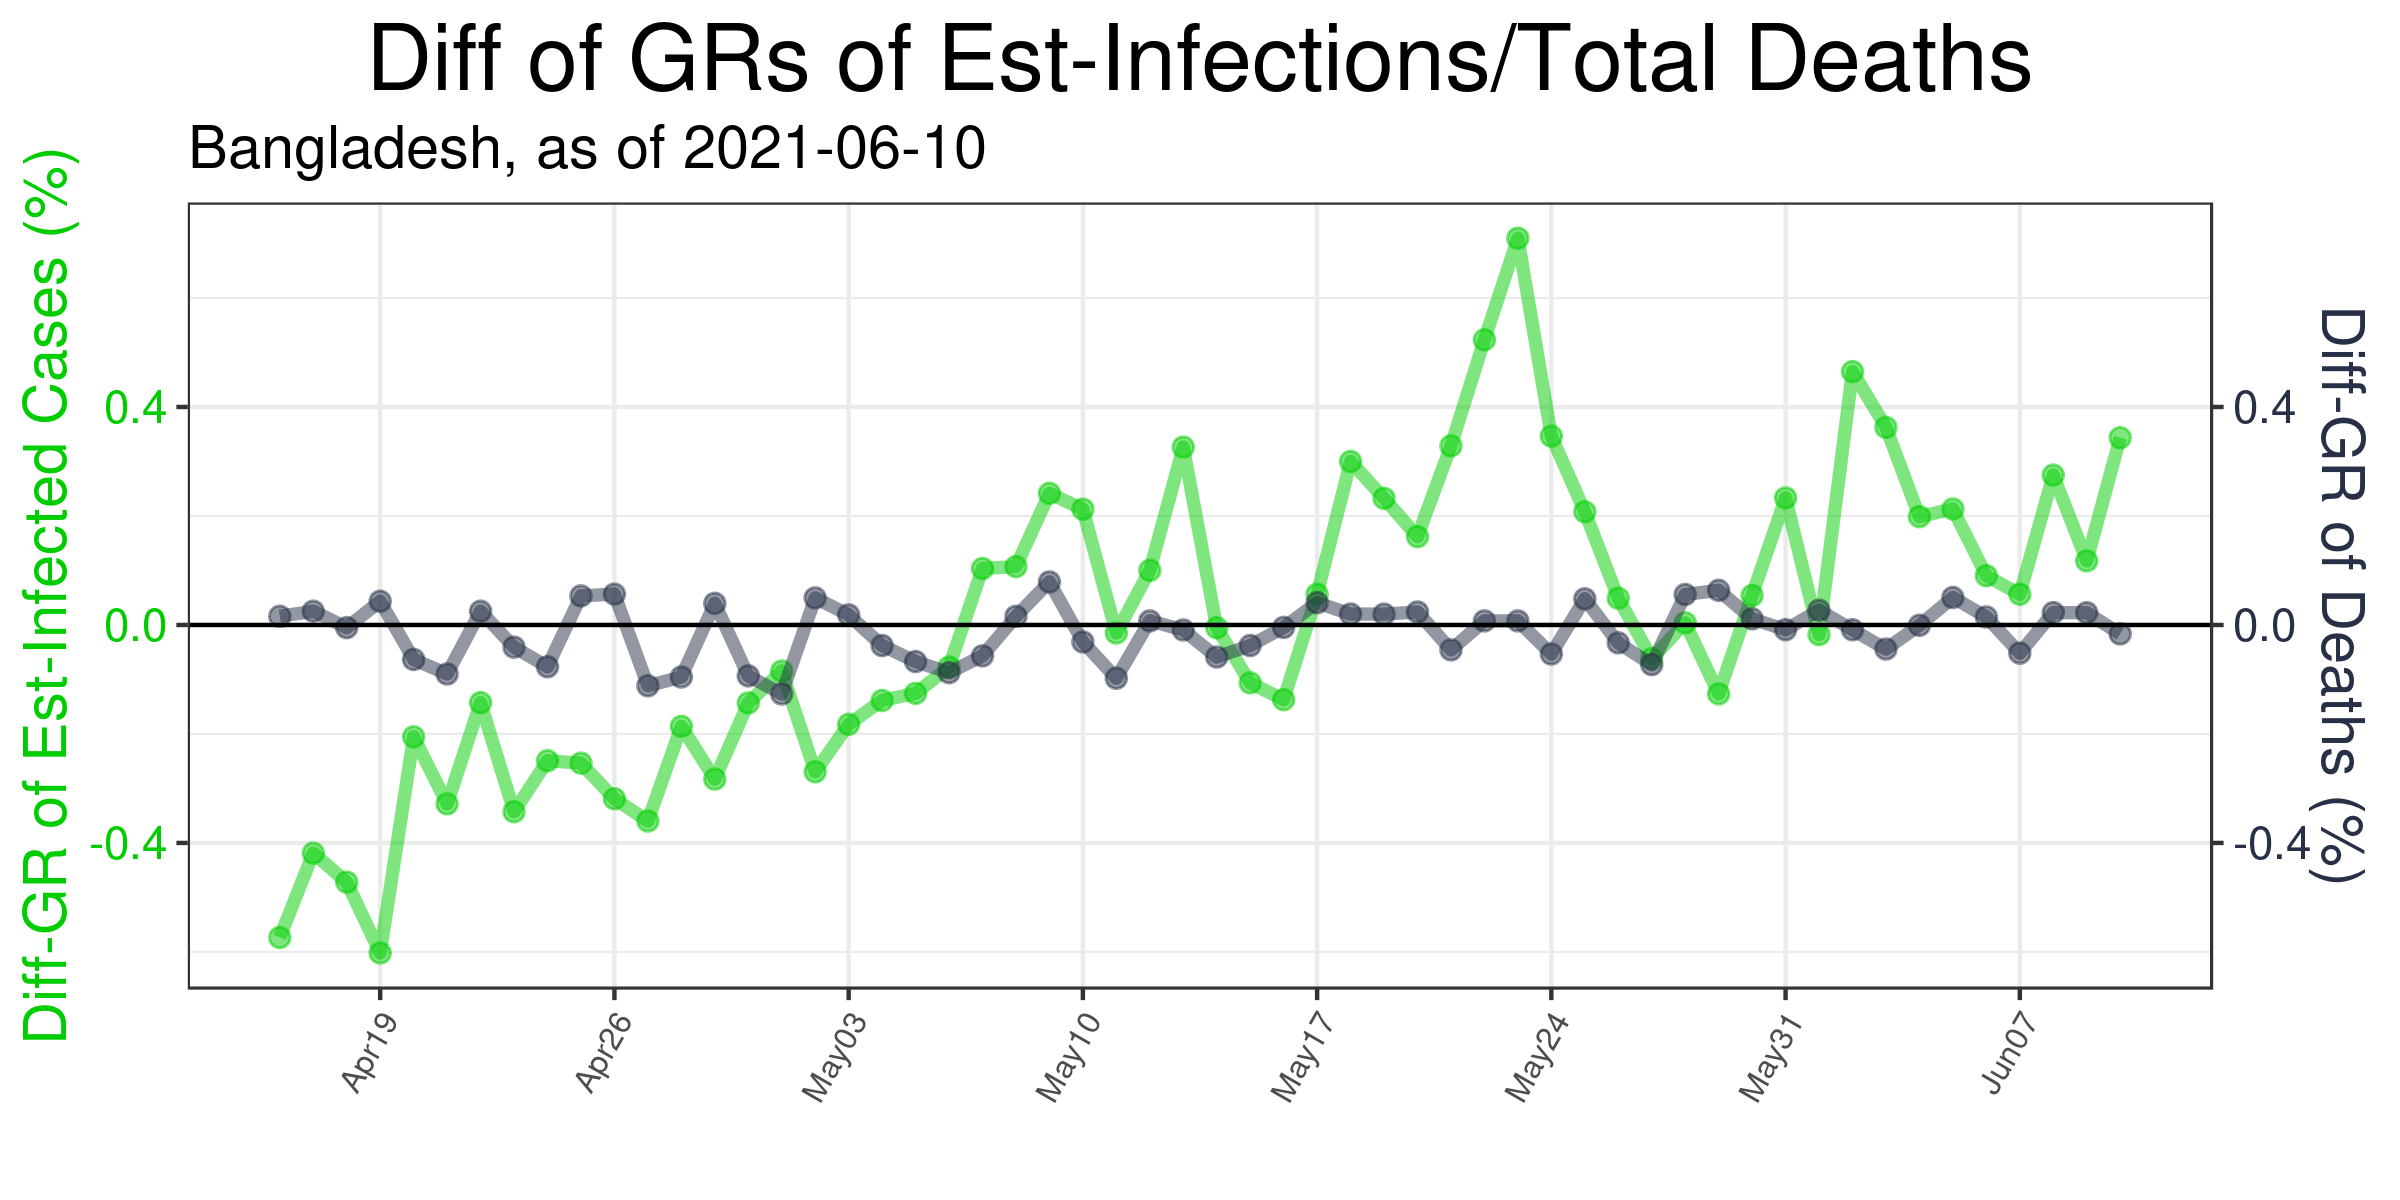 Diff of GRs of Est-Infections/Total Deaths
Bangladesh, as of 2021-06-10
Diff-GR of Est-Infected Cases (%)
0.4
0.0
-0.4
0.4
0.0
-0.4
Diff-GR of Deaths (%)
Apr19
Apr26
May03
May10
May17
May24
May31
Jun07